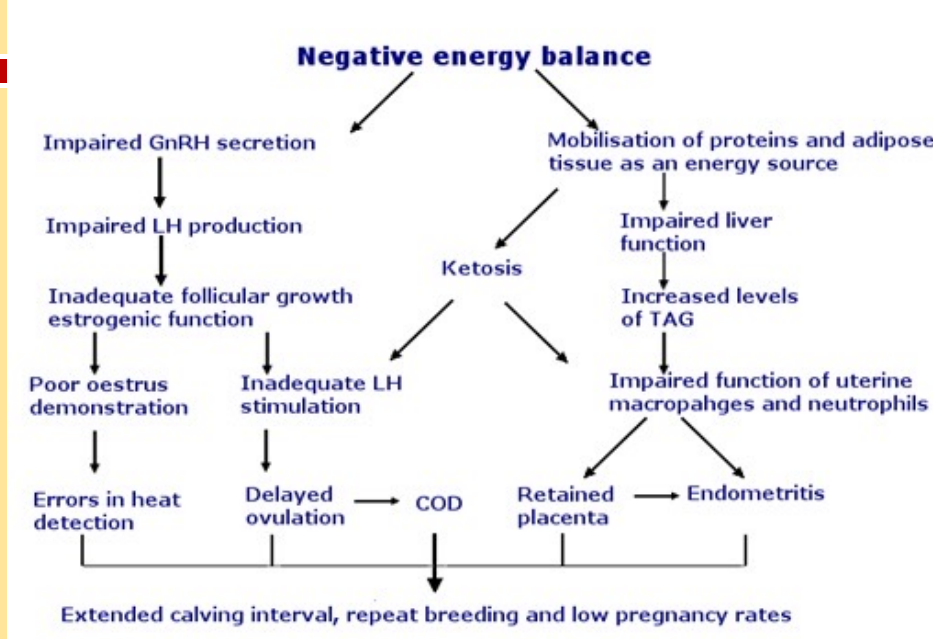 Negative energy balance
Impaired GnRH secretion
Mobilisation of proteins and adipose
tissue as an energy source
Impaired LH production
Impaired liver
function
Ketosis
Inadequate follicular growth
estrogenic function
Increased levels
of TAG
Poor oestrus
demonstration
Inadequate LH
stimulation
Impaired function of uterine
macropahges and neutrophils
Errors in heat
detection
Delayed
ovulation
COD
Retained
placenta
Endometritis
Extended calving interval, repeat breeding and low pregnancy rates